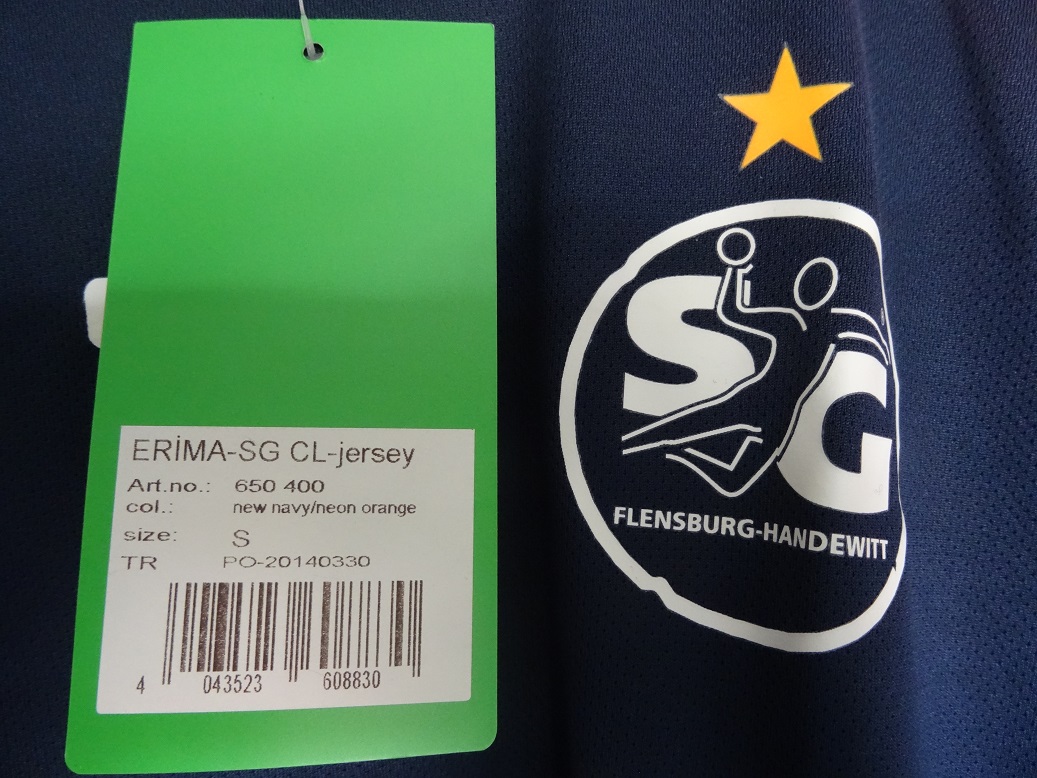 ERİMA-SG CL-jersey
Art.no.: 650 400
col.: new navy/neon orange
size: S
TR PO-20140330
4 043523 608830
SG
FLENSBURG-HANDEWITT